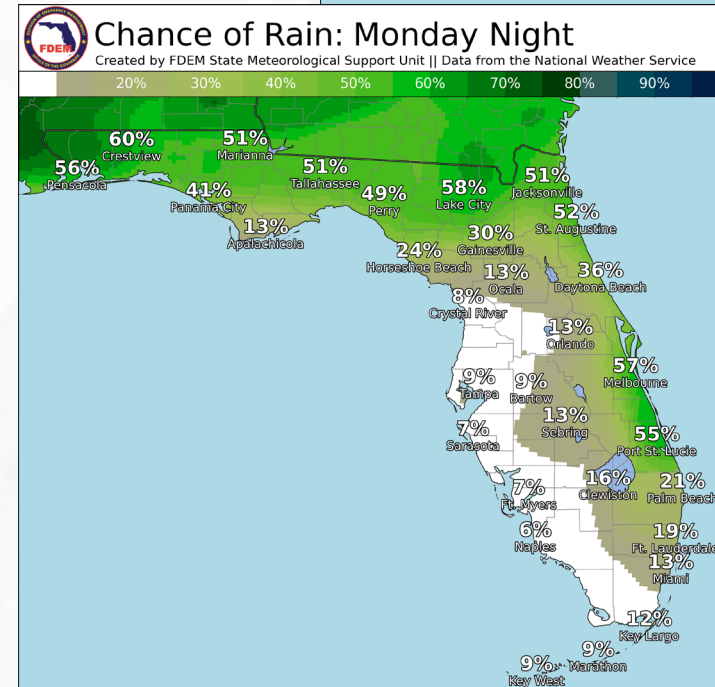 Chance of Rain: Monday Night
Created by FDEM State Meteorological Support Unit || Data from the National Weather Service
FDEM
20% 30% 40% 50% 60% 70% 80% 90%
60%
Crestview
51%
Marianna
56%
Pensacola
51%
Tallahassee
41%
Panama City
49%
Perry
58%
Lake City
51%
Jacksonville
13%
Apalachicola
52%
St. Augustine
30%
Gainesville
24%
Horseshoe Beach
13%
Ocala
36%
Daytona Beach
8%
Crystal River
13%
Orlando
57%
Melbourne
9%
Tampa
9%
Bartow
13%
Sebring
7%
Sarasota
55%
Port St. Lucie
16%
Clewiston
21%
Palm Beach
7%
Ft. Myers
6%
Naples
19%
Ft. Lauderdale
13%
Miami
12%
Key Largo
9%
Marathon
9%
Key West